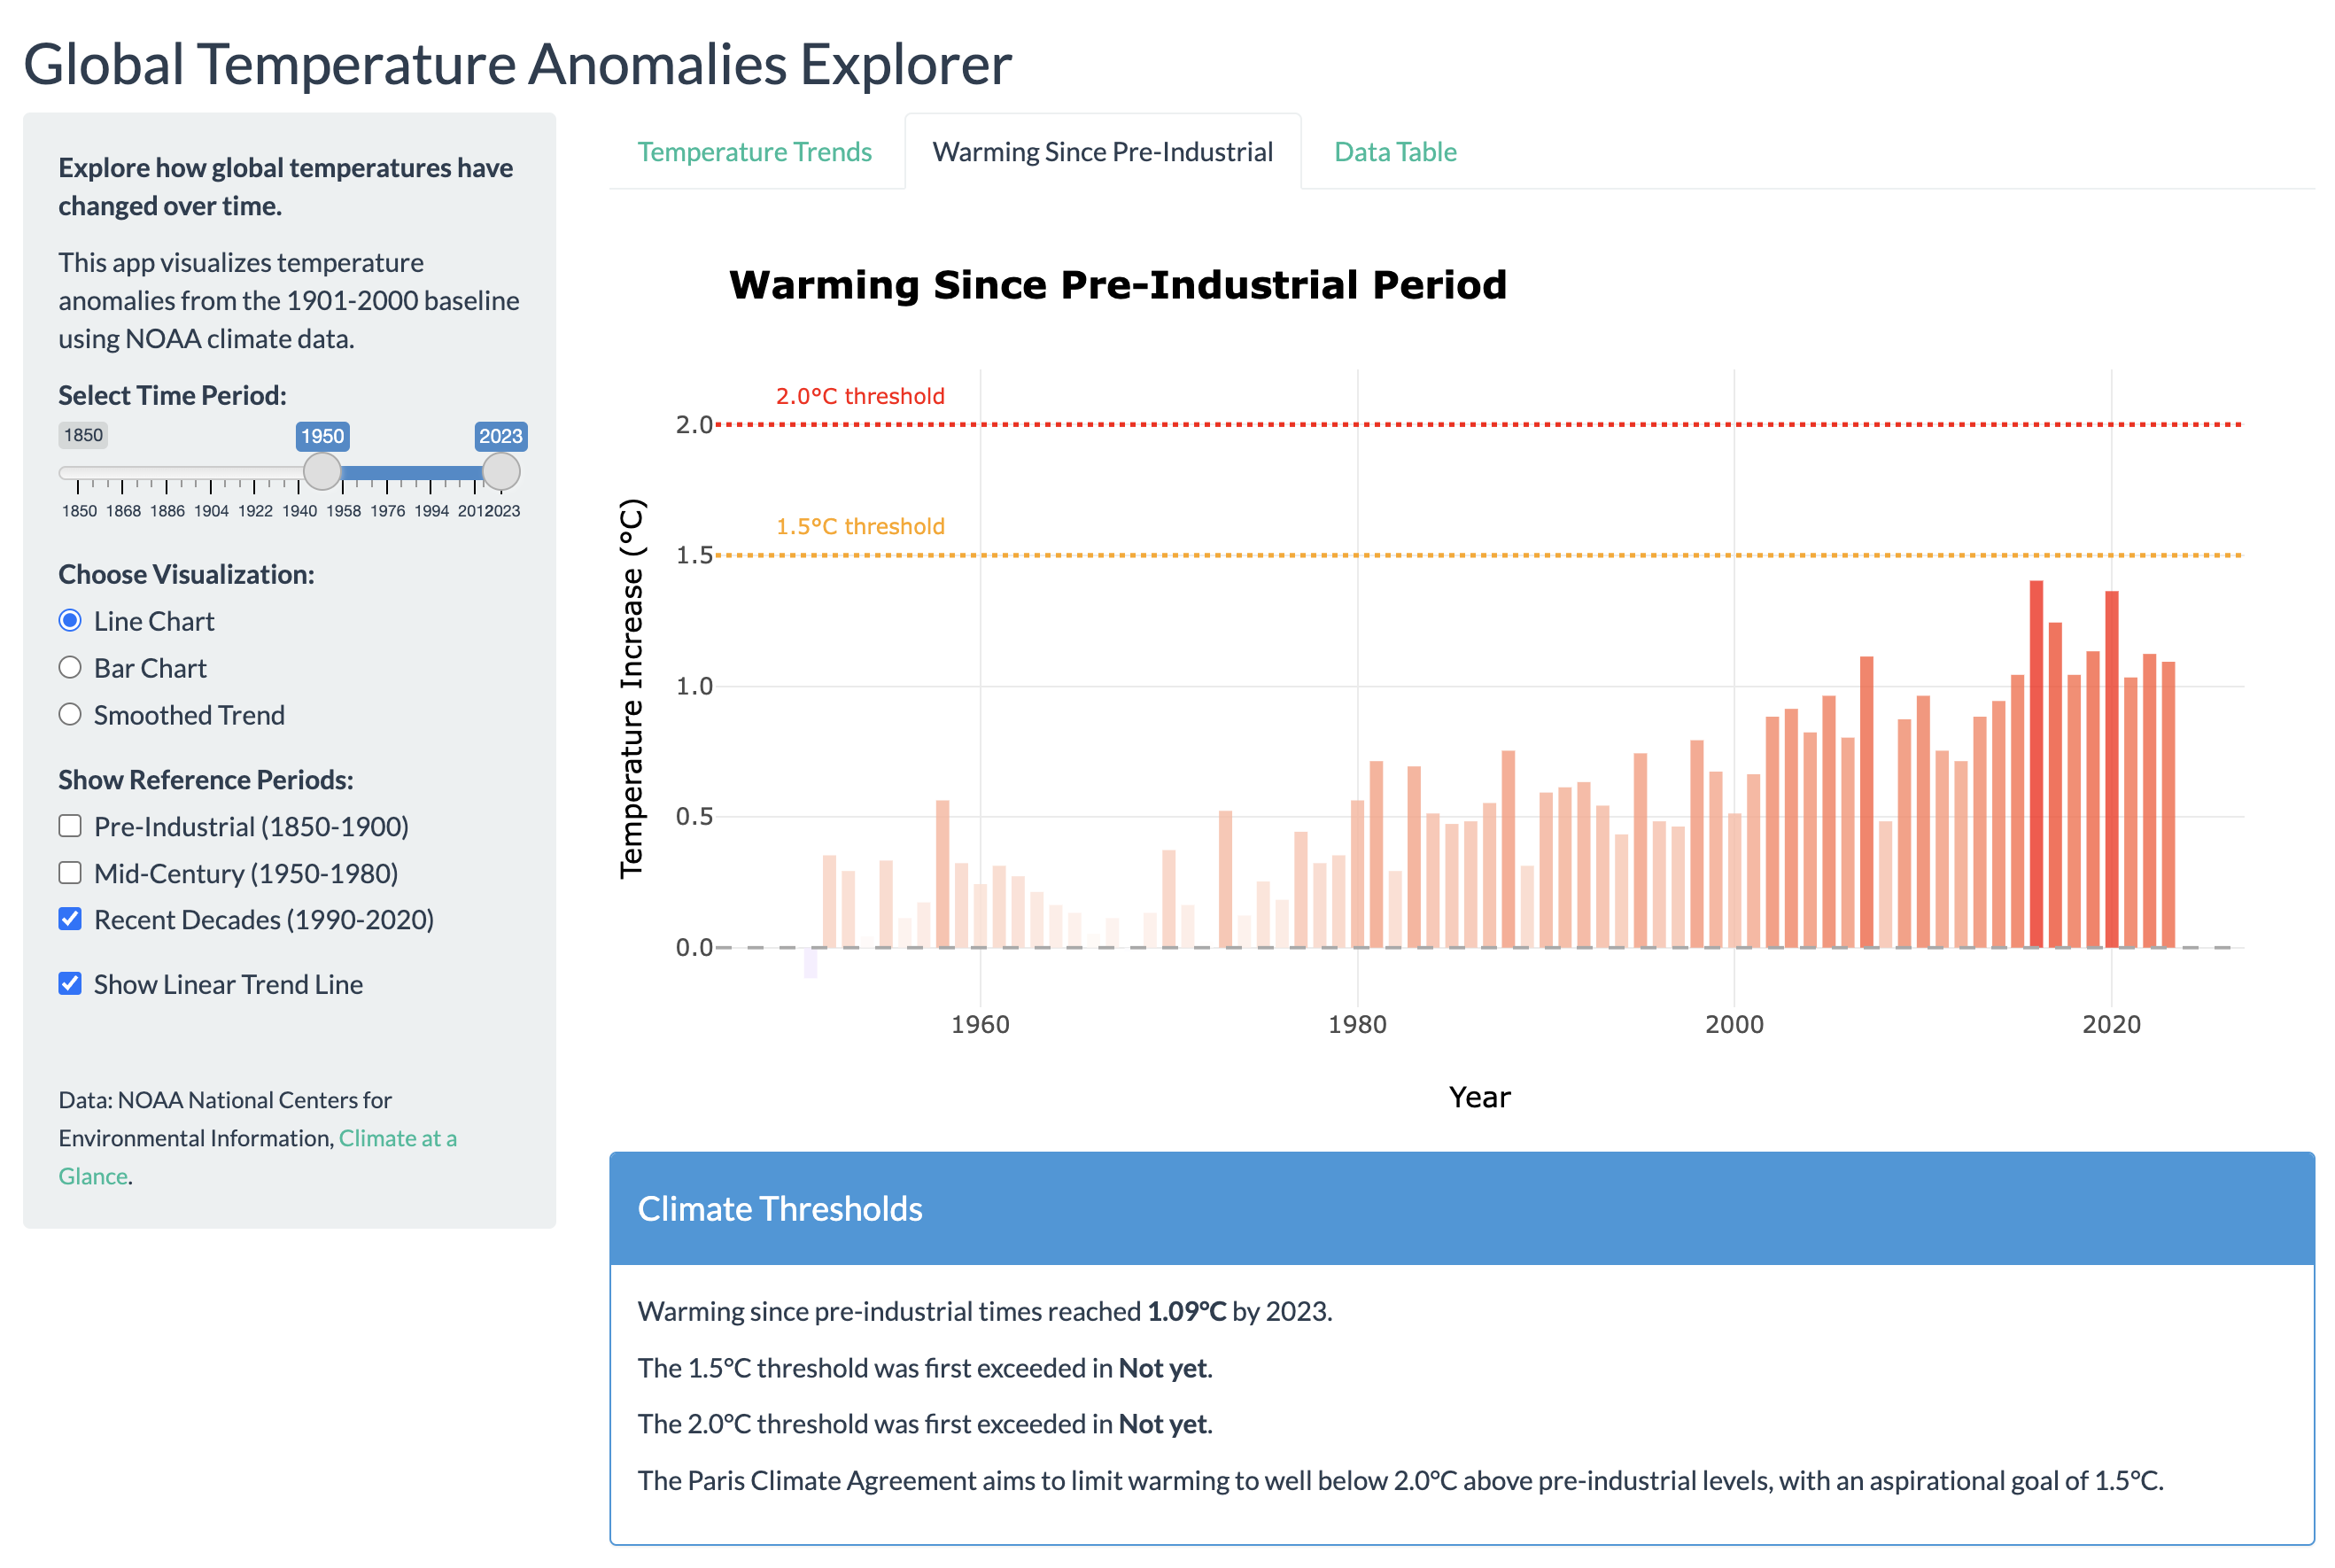 Global Temperature Anomalies Explorer
Explore how global temperatures have
changed over time.
This app visualizes temperature
anomalies from the 1901-2000 baseline
using NOAA climate data.
Select Time Period:
1850
1950
2023
1850 1868 1886 1904 1922 1940 1958 1976 1994 2012 2023
Choose Visualization:
Line Chart
Bar Chart
Smoothed Trend
Show Reference Periods:
Pre-Industrial (1850-1900)
Mid-Century (1950-1980)
Recent Decades (1990-2020)
Show Linear Trend Line
Data: NOAA National Centers for
Environmental Information, Climate at a
Glance.
Temperature Trends
Warming Since Pre-Industrial
Data Table
Warming Since Pre-Industrial Period
2.0°C threshold
2.0
1.5°C threshold
1.5
1.0
0.5
0.0
Temperature Increase (°C)
1960 1980 2000 2020
Year
Climate Thresholds
Warming since pre-industrial times reached 1.09°C by 2023.
The 1.5°C threshold was first exceeded in Not yet.
The 2.0°C threshold was first exceeded in Not yet.
The Paris Climate Agreement aims to limit warming to well below 2.0°C above pre-industrial levels, with an aspirational goal of 1.5°C.